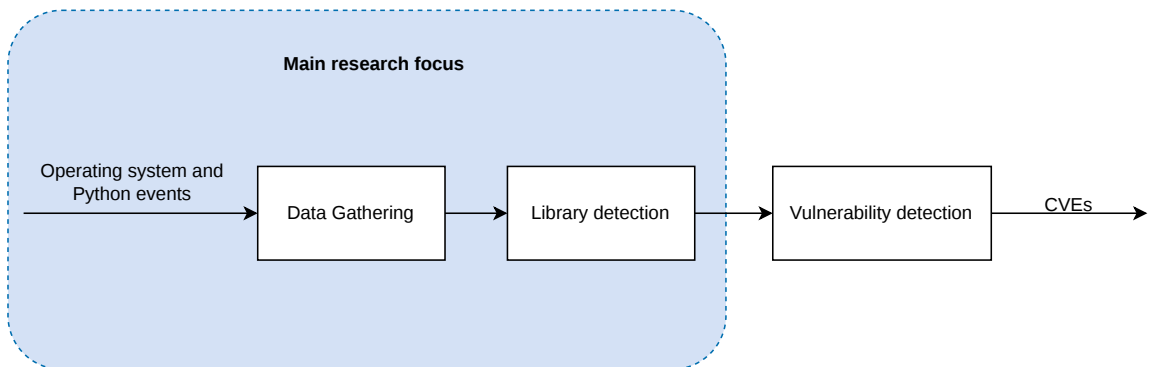 Main research focus
Operating system and
Python events
Data Gathering
Library detection
Vulnerability detection
CVEs